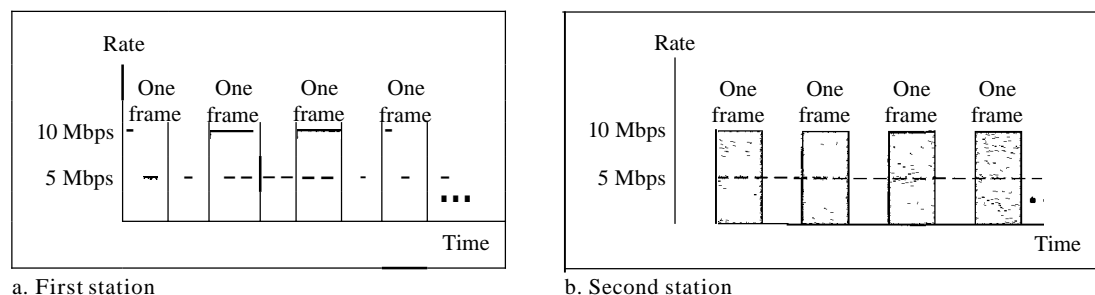 Rate
One One One One
frame frame frame frame
10 Mbps
5 Mbps
...
Time
a. First station
Rate
One One One One
frame frame frame frame
10 Mbps
5 Mbps
Time
b. Second station